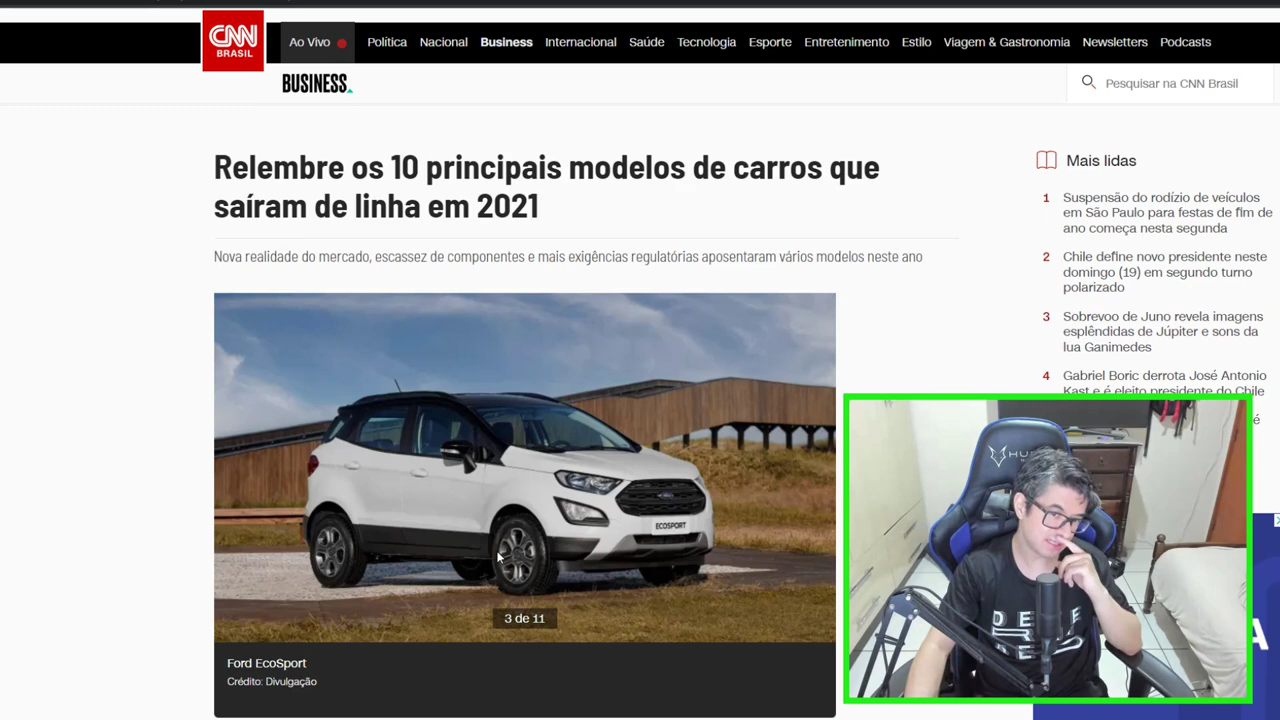 CNN
BRASIL
Ao Vivo
Política
Nacional
Business
Internacional
Saúde
Tecnologia
Esporte
Entretenimento
Estilo
Viagem & Gastronomia
Newsletters
Podcasts
BUSINESS
Pesquisar na CNN Brasil
Relembre os 10 principais modelos de carros que
saíram de linha em 2021
Nova realidade do mercado, escassez de componentes e mais exigências regulatórias aposentaram vários modelos neste ano
ECOSPORT
3 de 11
Ford EcoSport
Crédito: Divulgação
Mais lidas
1 Suspensão do rodízio de veículos
em São Paulo para festas de fim de
ano começa nesta segunda
2 Chile define novo presidente neste
domingo (19) em segundo turno
polarizado
3 Sobrevoo de Juno revela imagens
esplêndidas de Júpiter e sons da
lua Ganimedes
4 Gabriel Boric derrota José Antonio
Kast e é eleito presidente do Chile
é
A